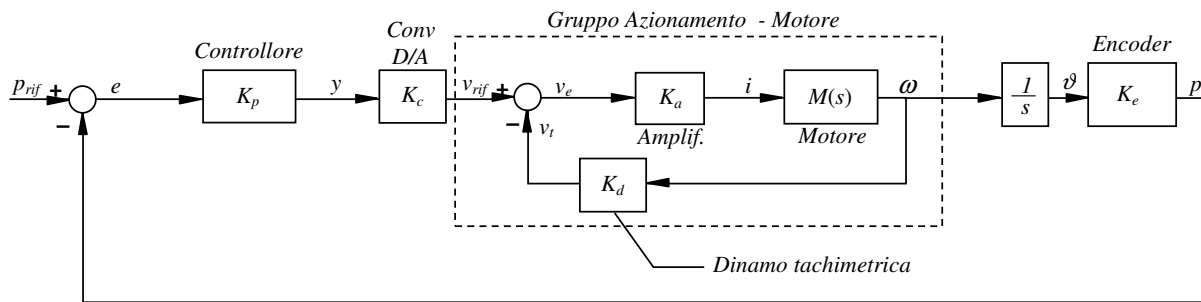 Gruppo Azionamento - Motore
Controllore
Conv
D/A
Encoder
p_rif
+
−
e
K_p
y
K_c
v_rif
+
−
v_e
K_a
Amplif.
i
M(s)
Motore
ω
1
s
ϑ
K_e
p
v_t
K_d
Dinamo tachimetrica